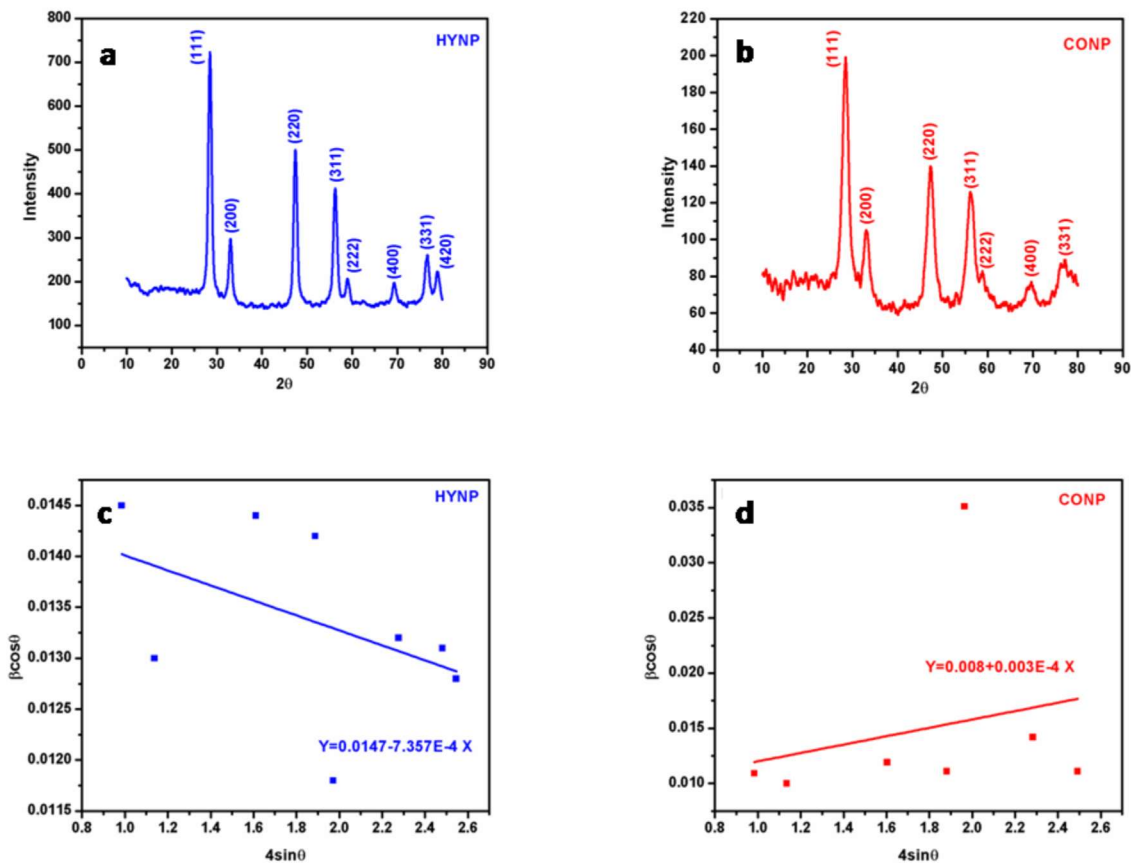 a
HYNP
(111)
(200)
(220)
(311)
(222)
(400)
(331)
(420)
800
700
600
500
400
300
200
100
Intensity
0 10 20 30 40 50 60 70 80 90
2θ
b
CONP
(111)
(200)
(220)
(311)
(222)
(400)
(331)
220
200
180
160
140
120
100
80
60
40
Intensity
0 10 20 30 40 50 60 70 80 90
2θ
c
HYNP
0.0145
0.0140
0.0135
0.0130
0.0125
0.0120
0.0115
βcosθ
Y=0.0147-7.357E-4 X
0.8 1.0 1.2 1.4 1.6 1.8 2.0 2.2 2.4 2.6
4sinθ
d
CONP
0.035
0.030
0.025
0.020
0.015
0.010
βcosθ
Y=0.008+0.003E-4 X
0.8 1.0 1.2 1.4 1.6 1.8 2.0 2.2 2.4 2.6
4sinθ